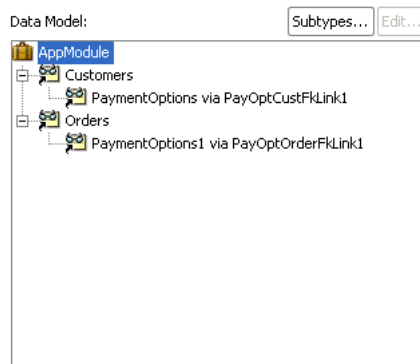 Data Model:
Subtypes...
Edit...
AppModule
Customers
PaymentOptions via PayOptCustFkLink1
Orders
PaymentOptions1 via PayOptOrderFkLink1